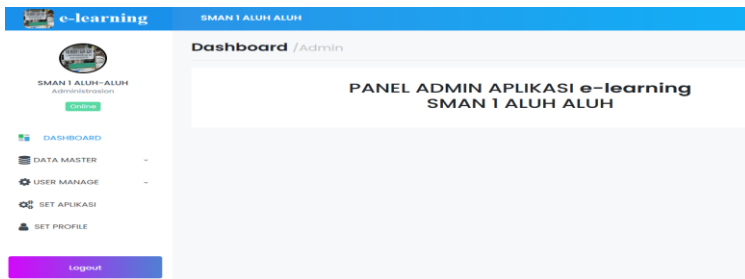 e-learning
SMAN 1 ALUH ALUH
Dashboard /Admin
SMAN 1 ALUH-ALUH
Administrasion
Online
PANEL ADMIN APLIKASI e-learning
SMAN 1 ALUH ALUH
DASHBOARD
DATA MASTER
USER MANAGE
SET APLIKASI
SET PROFILE
Logout